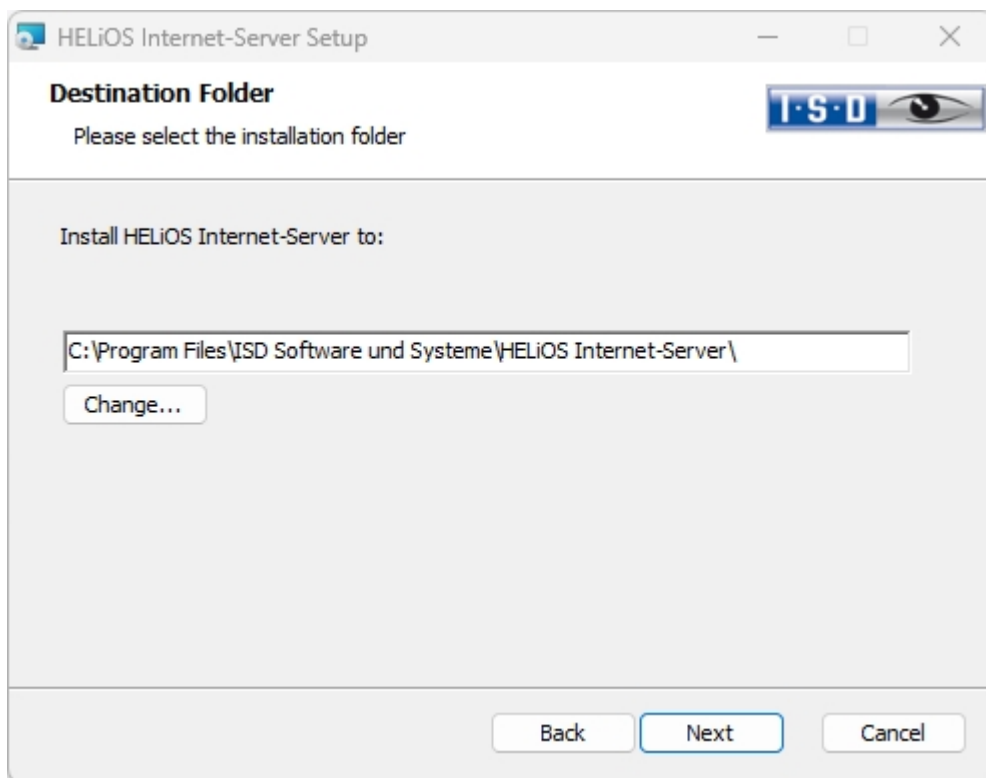 HELiOS Internet-Server Setup
Destination Folder
I·S·D
Please select the installation folder
Install HELiOS Internet-Server to:
C:\Program Files\ISD Software und Systeme\HELiOS Internet-Server\
Change...
Back
Next
Cancel